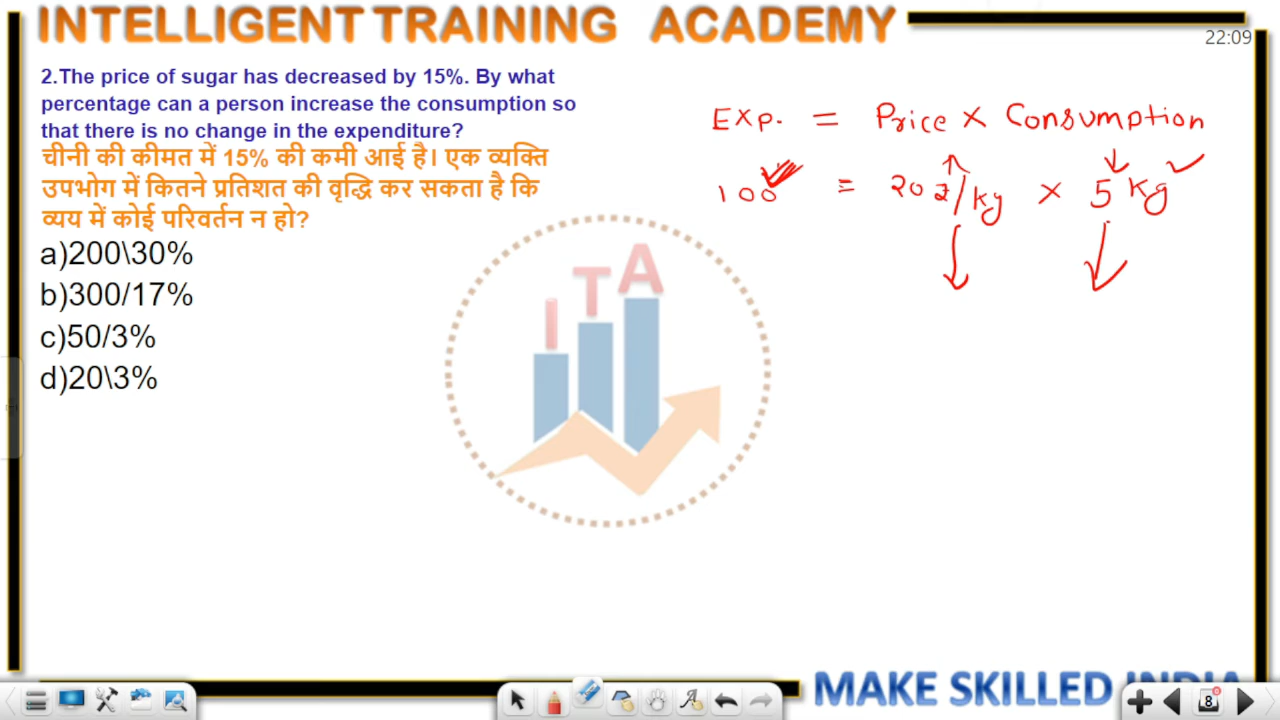 INTELLIGENT TRAINING ACADEMY
22:09
2.The price of sugar has decreased by 15%. By what
percentage can a person increase the consumption so
that there is no change in the expenditure?
चीनी की कीमत में 15% की कमी आई है। एक व्यक्ति
उपभोग में कितने प्रतिशत की वृद्धि कर सकता है कि
व्यय में कोई परिवर्तन न हो?
a)200\30%
b)300/17%
c)50/3%
d)20\3%
Exp. = Price × Consumption
100 = 20 ₹/kg × 5 kg
ITA
MAKE SKILLED INDIA
8